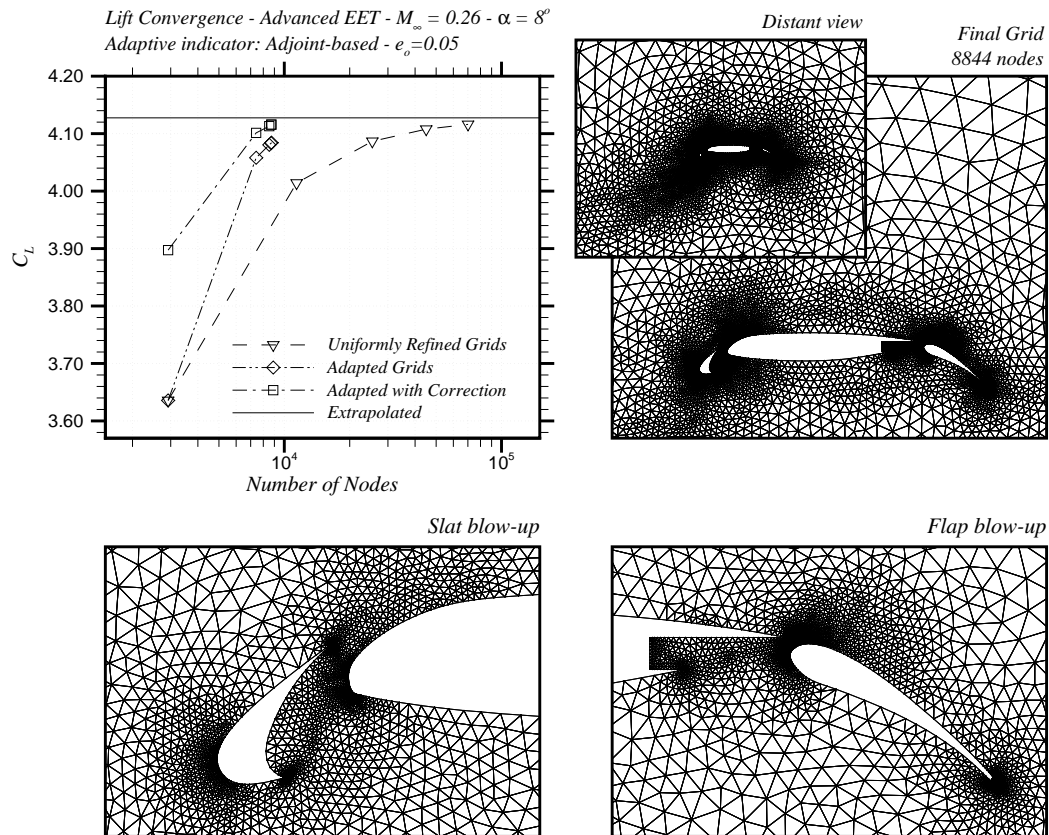 Lift Convergence - Advanced EET - M∞ = 0.26 - α = 8°
Adaptive indicator: Adjoint-based - eₒ=0.05
Distant view
Final Grid
8844 nodes
4.20
4.10
4.00
3.90
3.80
3.70
3.60
C_L
Uniformly Refined Grids
Adapted Grids
Adapted with Correction
Extrapolated
10⁴
10⁵
Number of Nodes
Slat blow-up
Flap blow-up